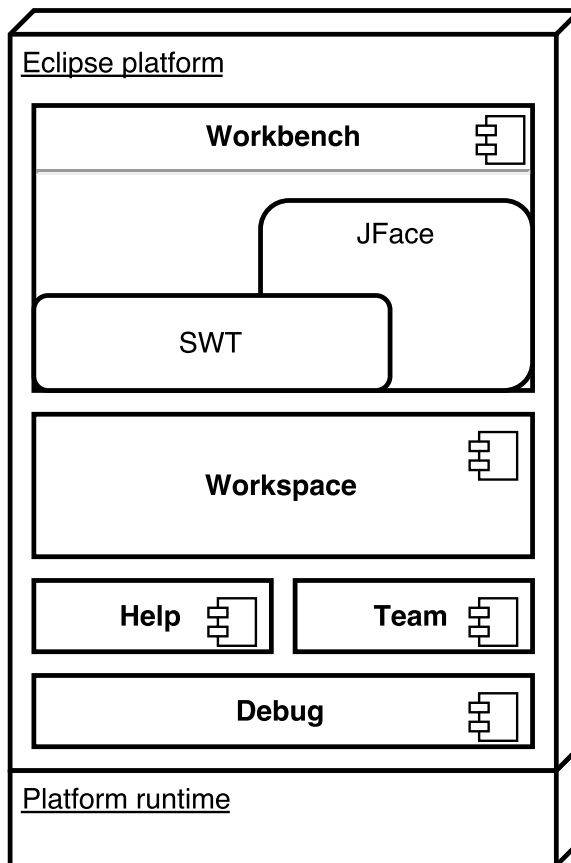 Eclipse platform
Workbench
JFace
SWT
Workspace
Help
Team
Debug
Platform runtime